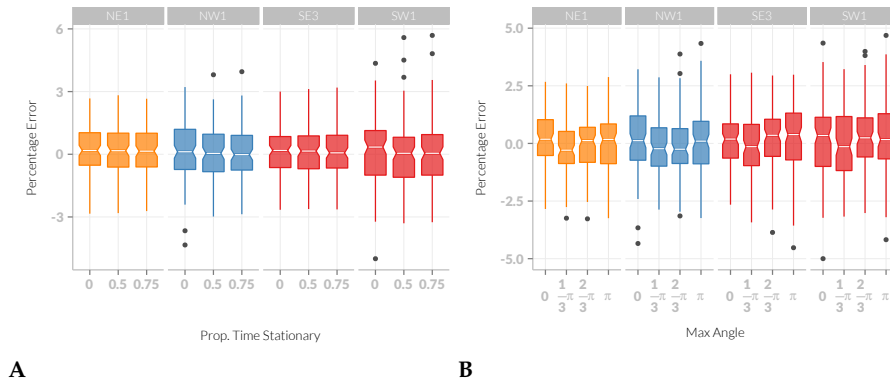 NE1 NW1 SE3 SW1
6
3
0
-3
Percentage Error
0 0.5 0.75 0 0.5 0.75 0 0.5 0.75 0 0.5 0.75
Prop. Time Stationary
A
NE1 NW1 SE3 SW1
5.0
2.5
0.0
-2.5
-5.0
Percentage Error
0 1/3 π 2/3 π π 0 1/3 π 2/3 π π 0 1/3 π 2/3 π π 0 1/3 π 2/3 π π
Max Angle
B